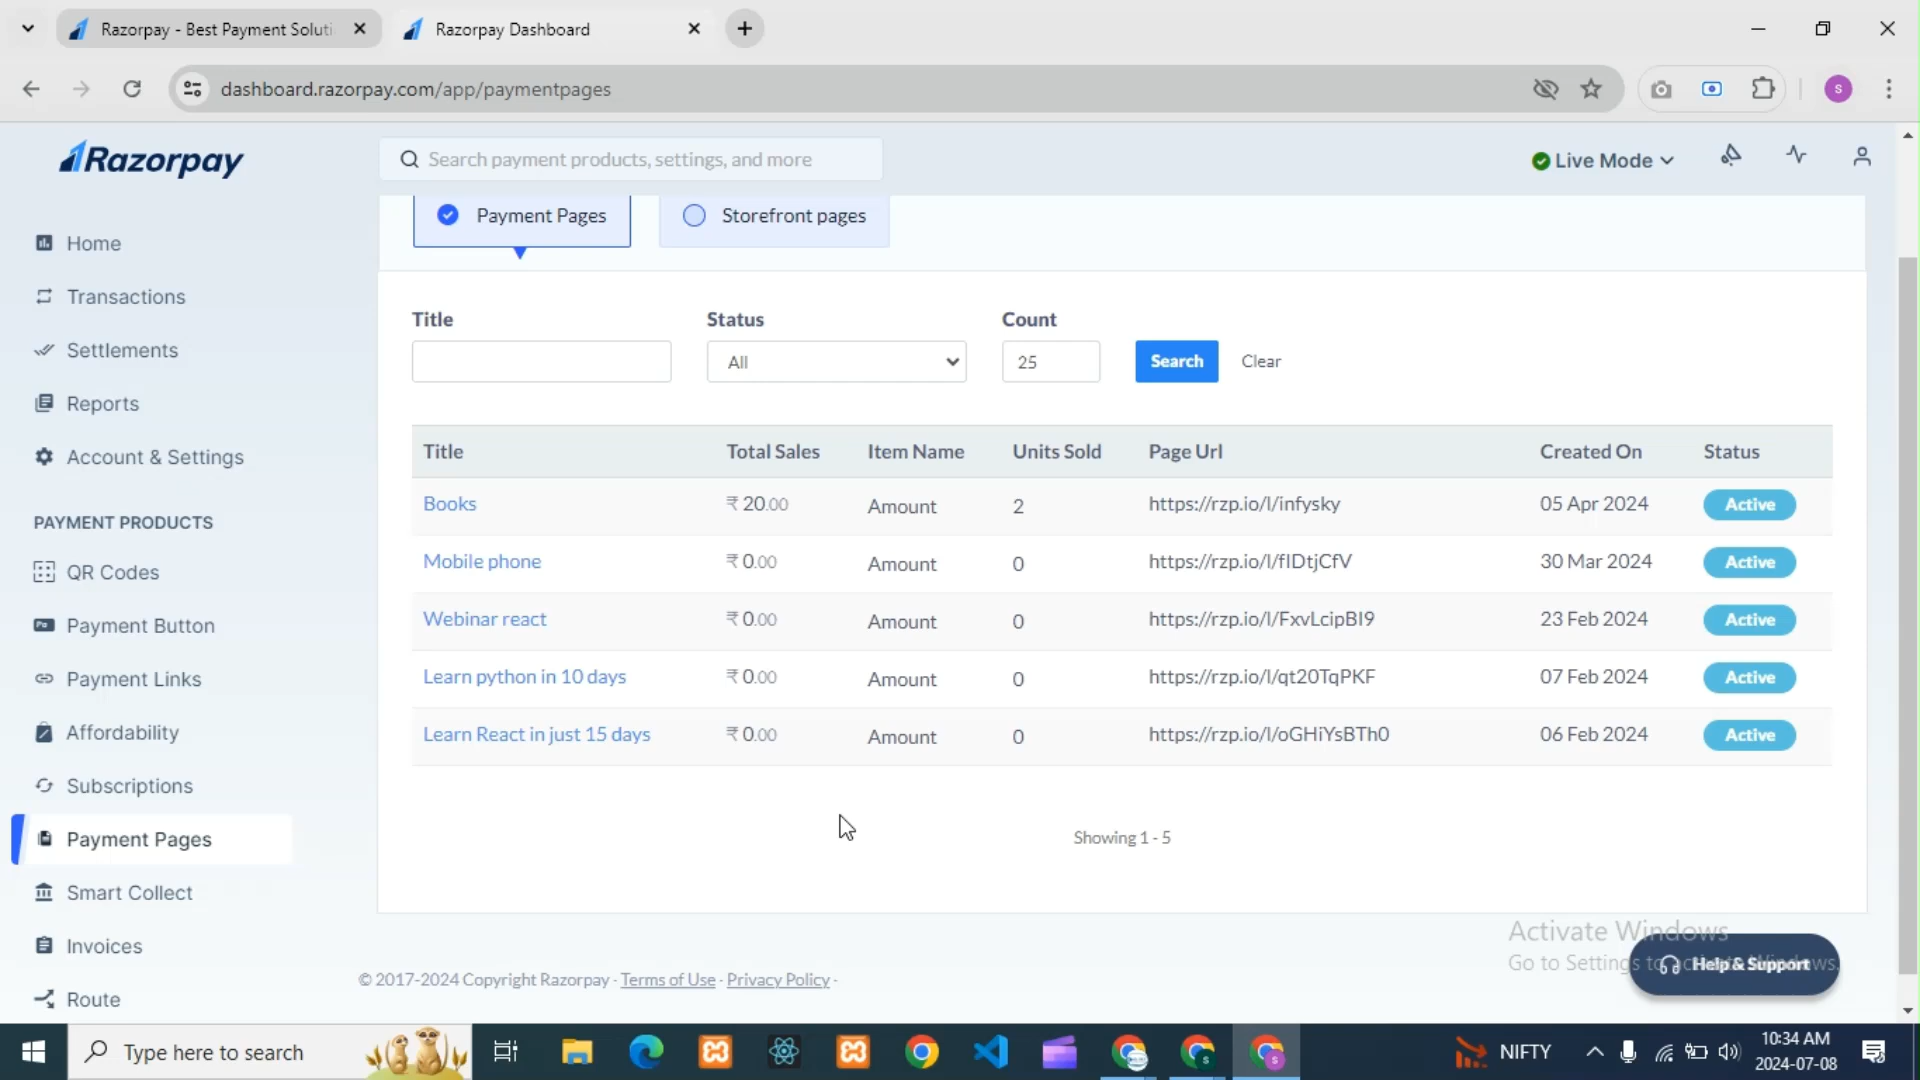 Razorpay - Best Payment Soluti
Razorpay Dashboard
dashboard.razorpay.com/app/paymentpages
S
Razorpay
Search payment products, settings, and more
Live Mode
Home
Transactions
Settlements
Reports
Account & Settings
PAYMENT PRODUCTS
QR Codes
Payment Button
Payment Links
Affordability
Subscriptions
Payment Pages
Smart Collect
Invoices
Route
Payment Pages
Storefront pages
Title
Status
Count
All
25
Search
Clear
Title Total Sales Item Name Units Sold Page Url Created On Status
Books ₹ 20.00 Amount 2 https://rzp.io/l/infysky 05 Apr 2024 Active
Mobile phone ₹ 0.00 Amount 0 https://rzp.io/l/fIDtjCfV 30 Mar 2024 Active
Webinar react ₹ 0.00 Amount 0 https://rzp.io/l/FxvLcipBI9 23 Feb 2024 Active
Learn python in 10 days ₹ 0.00 Amount 0 https://rzp.io/l/qt20TqPKF 07 Feb 2024 Active
Learn React in just 15 days ₹ 0.00 Amount 0 https://rzp.io/l/oGHiYsBTh0 06 Feb 2024 Active
Showing 1 - 5
© 2017-2024 Copyright Razorpay · Terms of Use · Privacy Policy ·
Activate Windows
Go to Settings to
Help & Support
Type here to search
NIFTY
10:34 AM
2024-07-08